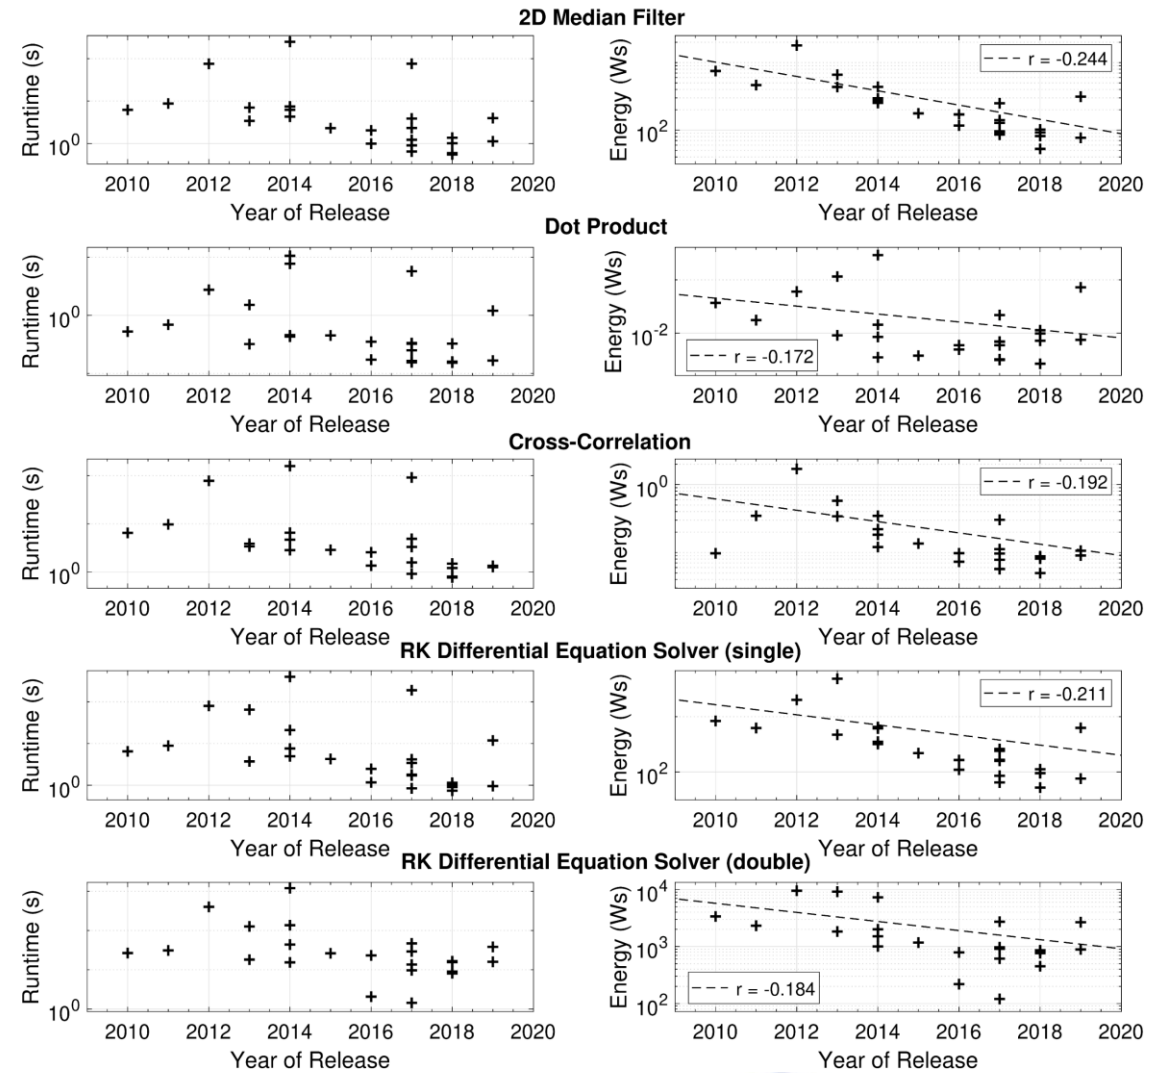 2D Median Filter
Runtime (s)
10^0
2010 2012 2014 2016 2018 2020
Year of Release
Energy (Ws)
r = -0.244
10^2
2010 2012 2014 2016 2018 2020
Year of Release
Dot Product
Runtime (s)
10^0
2010 2012 2014 2016 2018 2020
Year of Release
Energy (Ws)
10^-2
r = -0.172
2010 2012 2014 2016 2018 2020
Year of Release
Cross-Correlation
Runtime (s)
10^0
2010 2012 2014 2016 2018 2020
Year of Release
Energy (Ws)
10^0
r = -0.192
2010 2012 2014 2016 2018 2020
Year of Release
RK Differential Equation Solver (single)
Runtime (s)
10^0
2010 2012 2014 2016 2018 2020
Year of Release
Energy (Ws)
r = -0.211
10^2
2010 2012 2014 2016 2018 2020
Year of Release
RK Differential Equation Solver (double)
Runtime (s)
10^0
2010 2012 2014 2016 2018 2020
Year of Release
Energy (Ws)
10^4
10^3
10^2
r = -0.184
2010 2012 2014 2016 2018 2020
Year of Release